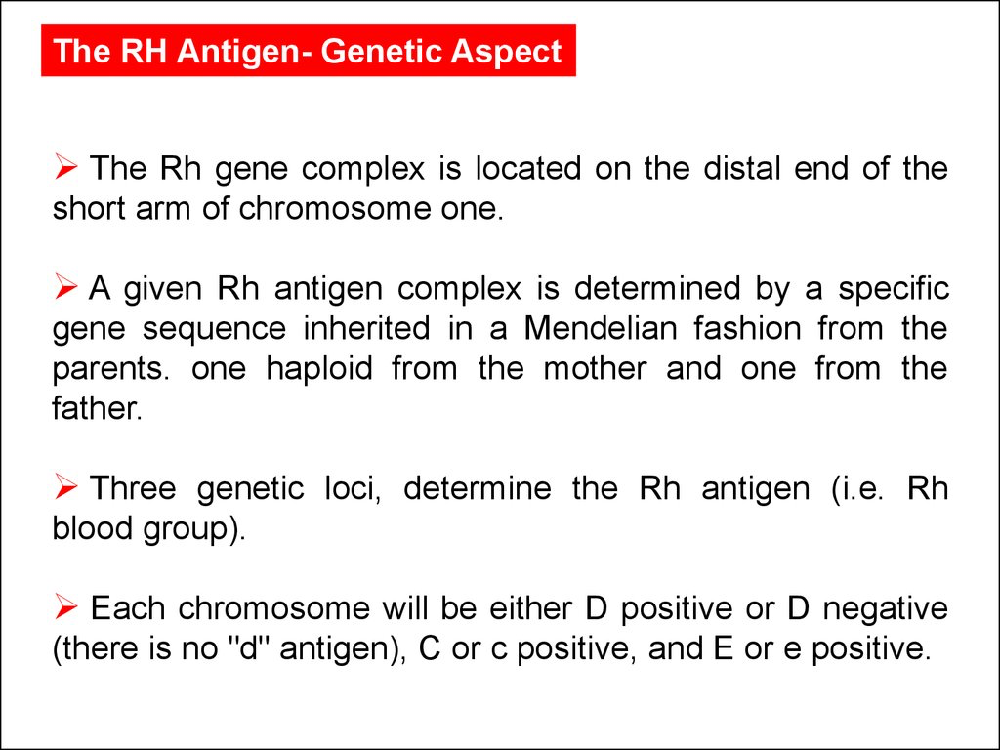 The RH Antigen- Genetic Aspect
➢ The Rh gene complex is located on the distal end of the
short arm of chromosome one.
➢ A given Rh antigen complex is determined by a specific
gene sequence inherited in a Mendelian fashion from the
parents. one haploid from the mother and one from the
father.
➢ Three genetic loci, determine the Rh antigen (i.e. Rh
blood group).
➢ Each chromosome will be either D positive or D negative
(there is no "d" antigen), C or c positive, and E or e positive.